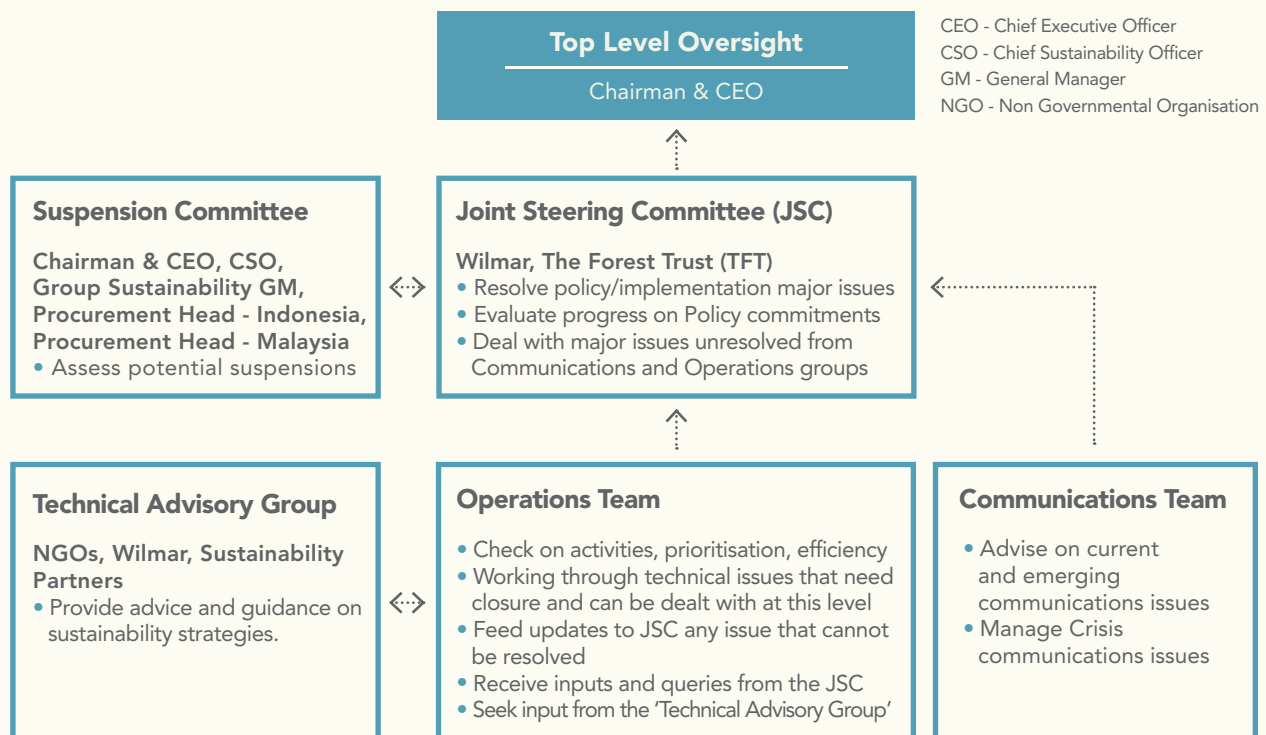 Top Level Oversight
Chairman & CEO
CEO - Chief Executive Officer
CSO - Chief Sustainability Officer
GM - General Manager
NGO - Non Governmental Organisation
Suspension Committee
Chairman & CEO, CSO,
Group Sustainability GM,
Procurement Head - Indonesia,
Procurement Head - Malaysia
• Assess potential suspensions
Joint Steering Committee (JSC)
Wilmar, The Forest Trust (TFT)
• Resolve policy/implementation major issues
• Evaluate progress on Policy commitments
• Deal with major issues unresolved from
Communications and Operations groups
Technical Advisory Group
NGOs, Wilmar, Sustainability
Partners
• Provide advice and guidance on
sustainability strategies.
Operations Team
• Check on activities, prioritisation, efficiency
• Working through technical issues that need
closure and can be dealt with at this level
• Feed updates to JSC any issue that cannot
be resolved
• Receive inputs and queries from the JSC
• Seek input from the ‘Technical Advisory Group’
Communications Team
• Advise on current
and emerging
communications issues
• Manage Crisis
communications issues